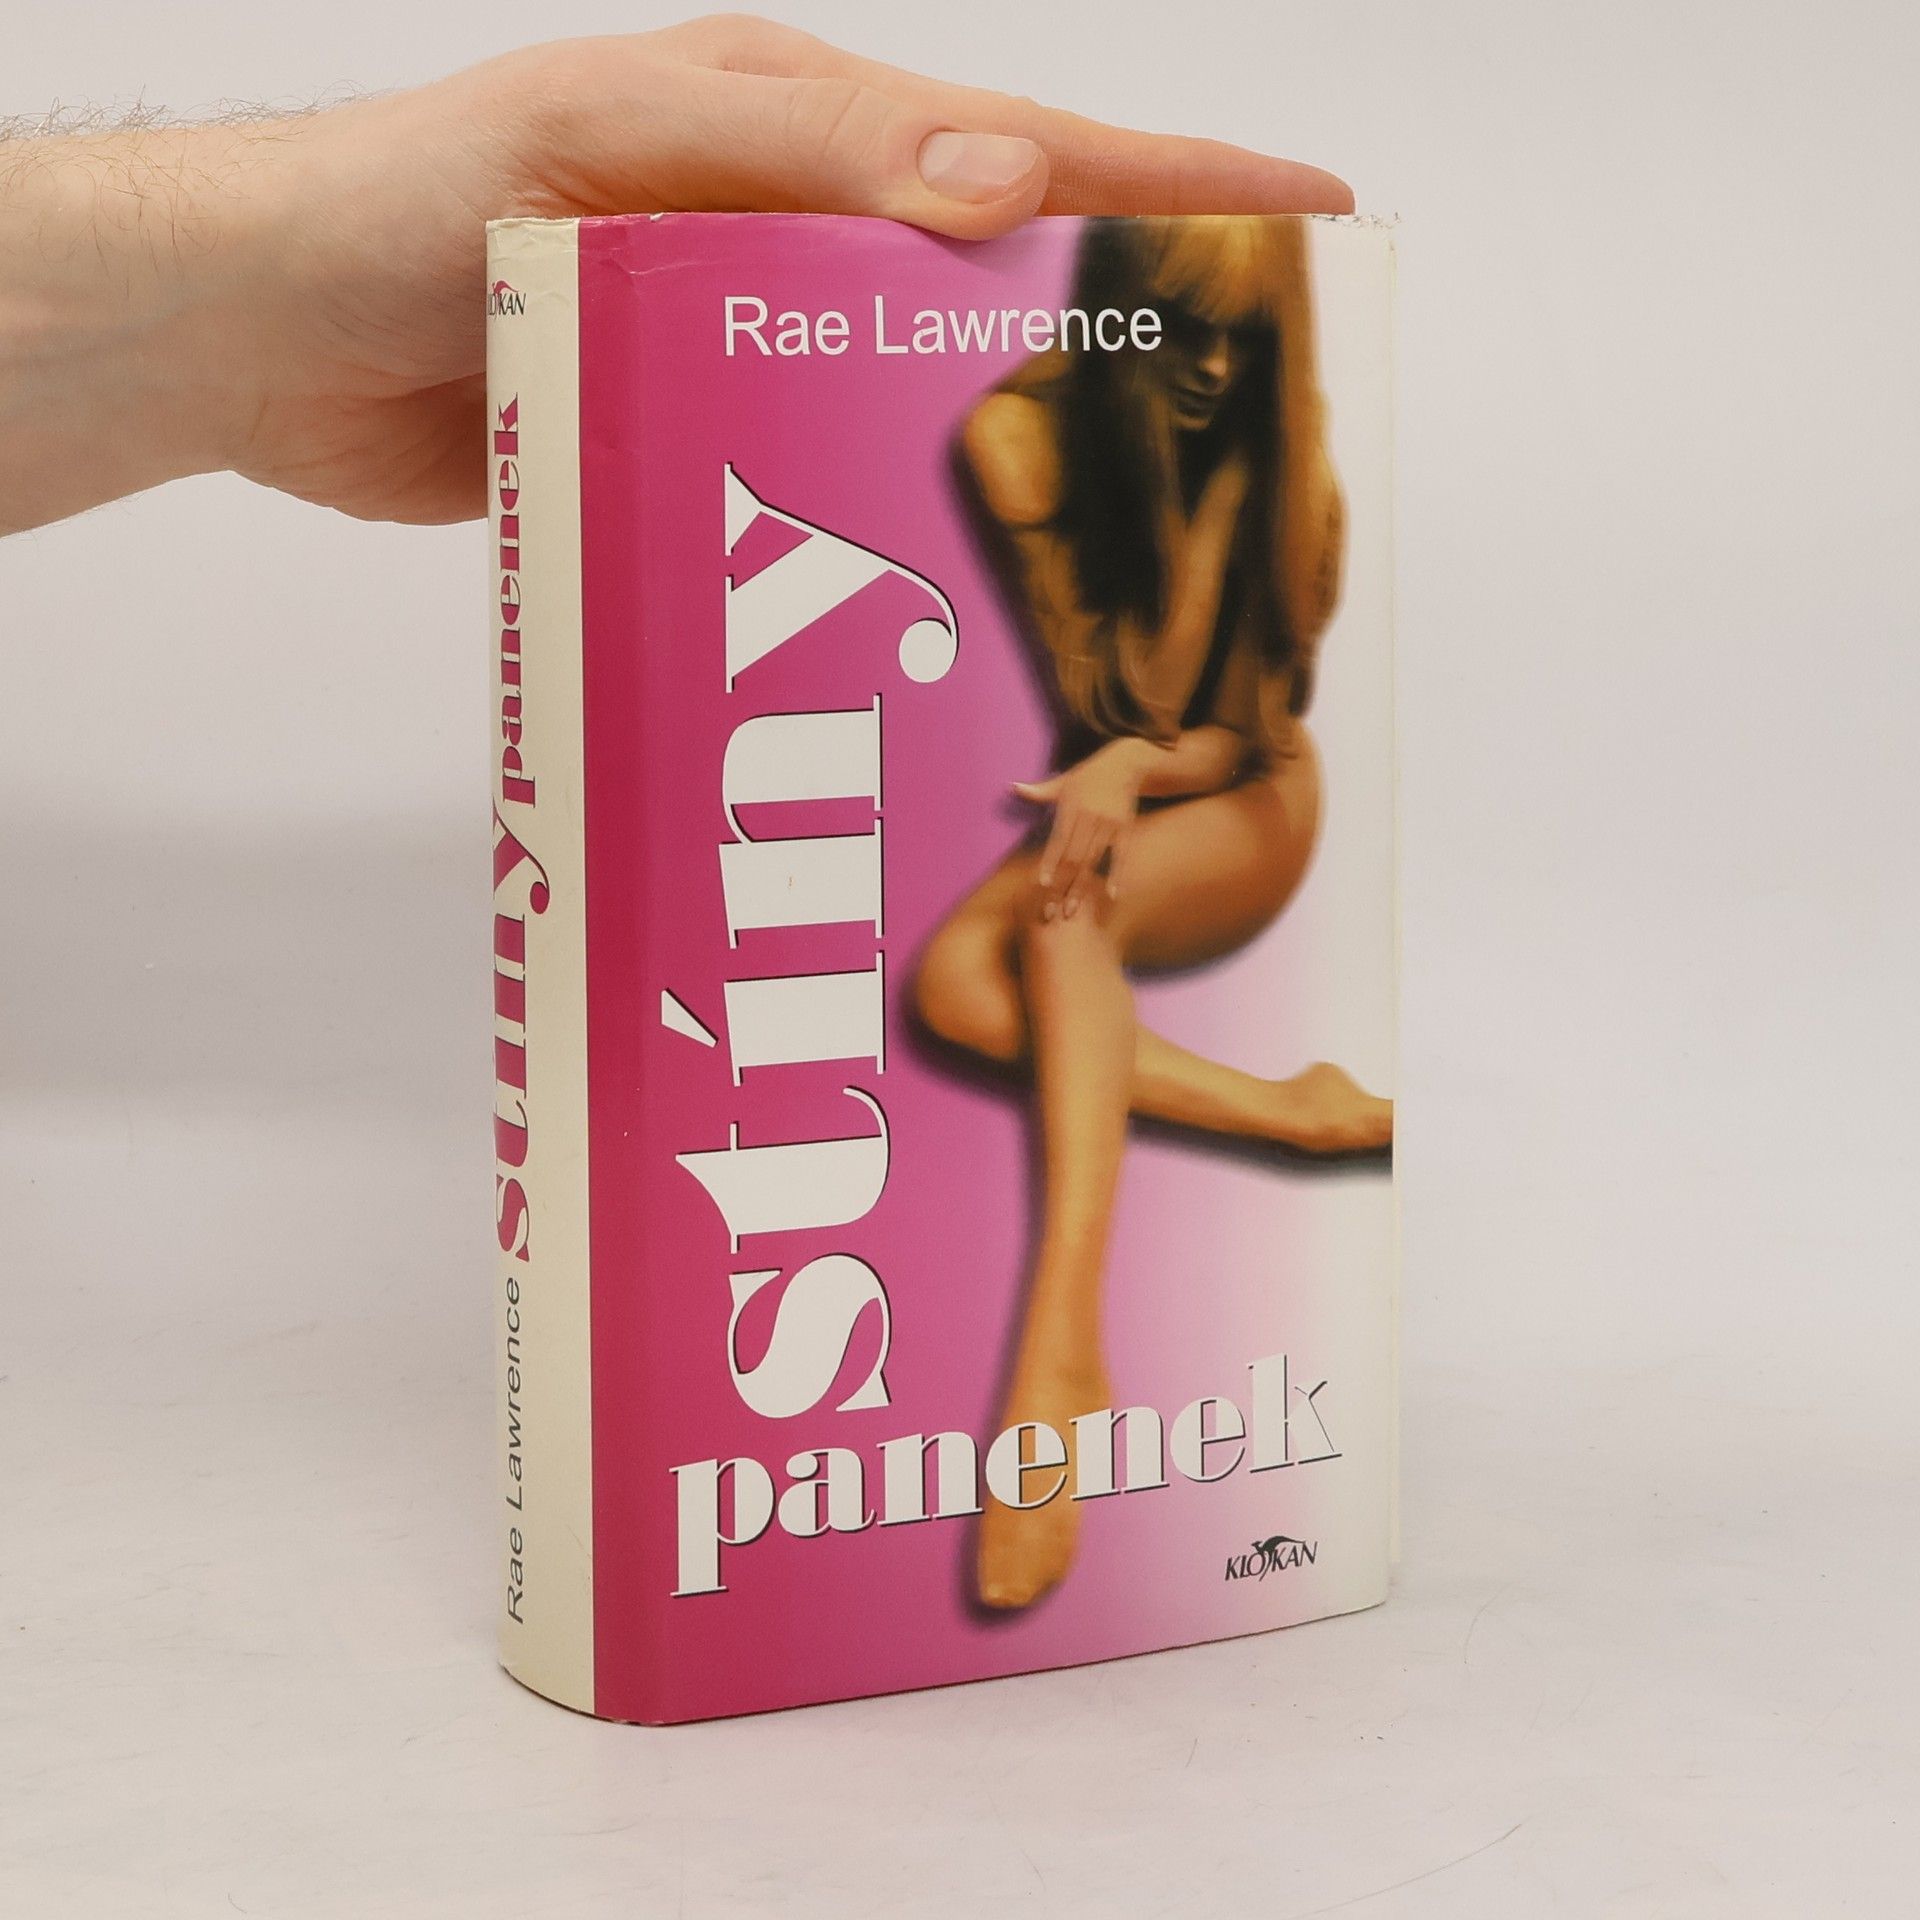 KLOKAN
Rae Lawrence stíny panenek
Rae Lawrence
stíny
panenek
KLOKAN